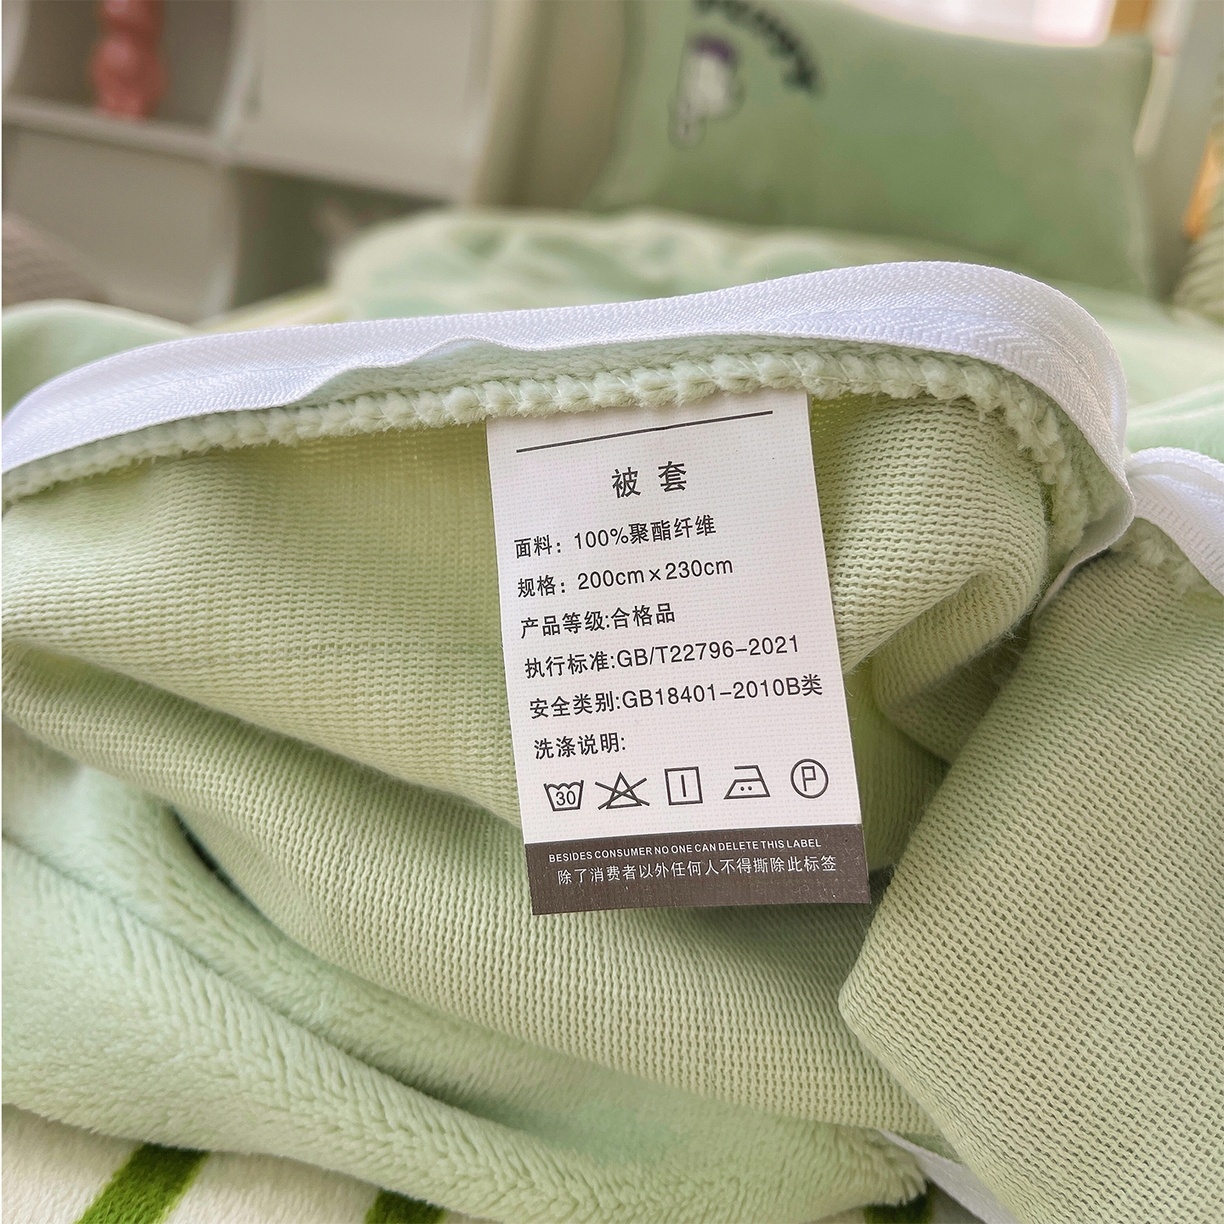 被套
面料：100%聚酯纤维
规格：200cm×230cm
产品等级:合格品
执行标准:GB/T22796-2021
安全类别:GB18401-2010B类
洗涤说明:
30
P
BESIDES CONSUMER NO ONE CAN DELETE THIS LABEL
除了消费者以外任何人不得撕除此标签